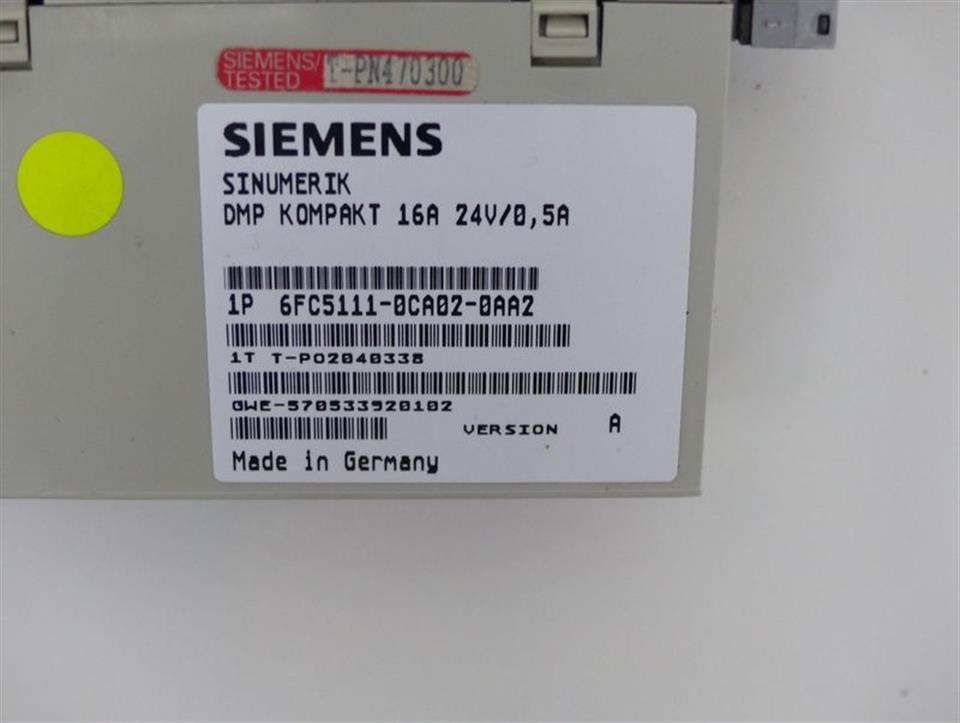 SIEMENS/ T-PN470300
TESTED
SIEMENS
SINUMERIK
DMP KOMPAKT 16A 24V/0,5A
1P 6FC5111-0CA02-0AA2
1T T-PO2040338
GWE-570533920102
VERSION A
Made in Germany